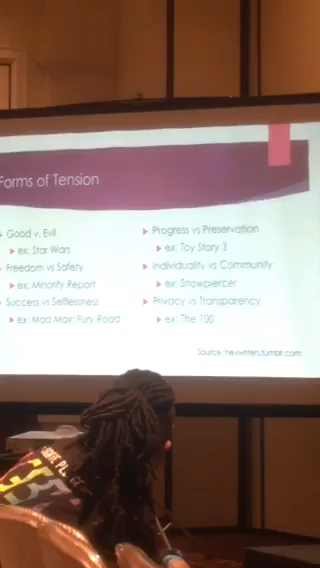 Forms of Tension
Good v. Evil
ex: Star Wars
Freedom vs Safety
ex: Minority Report
Success vs Selflessness
ex: Mad Max: Fury Road
Progress vs Preservation
ex: Toy Story 3
Individuality vs Community
ex: Snowpiercer
Privacy vs Transparency
ex: The 100
Source: heywriters.tumblr.com